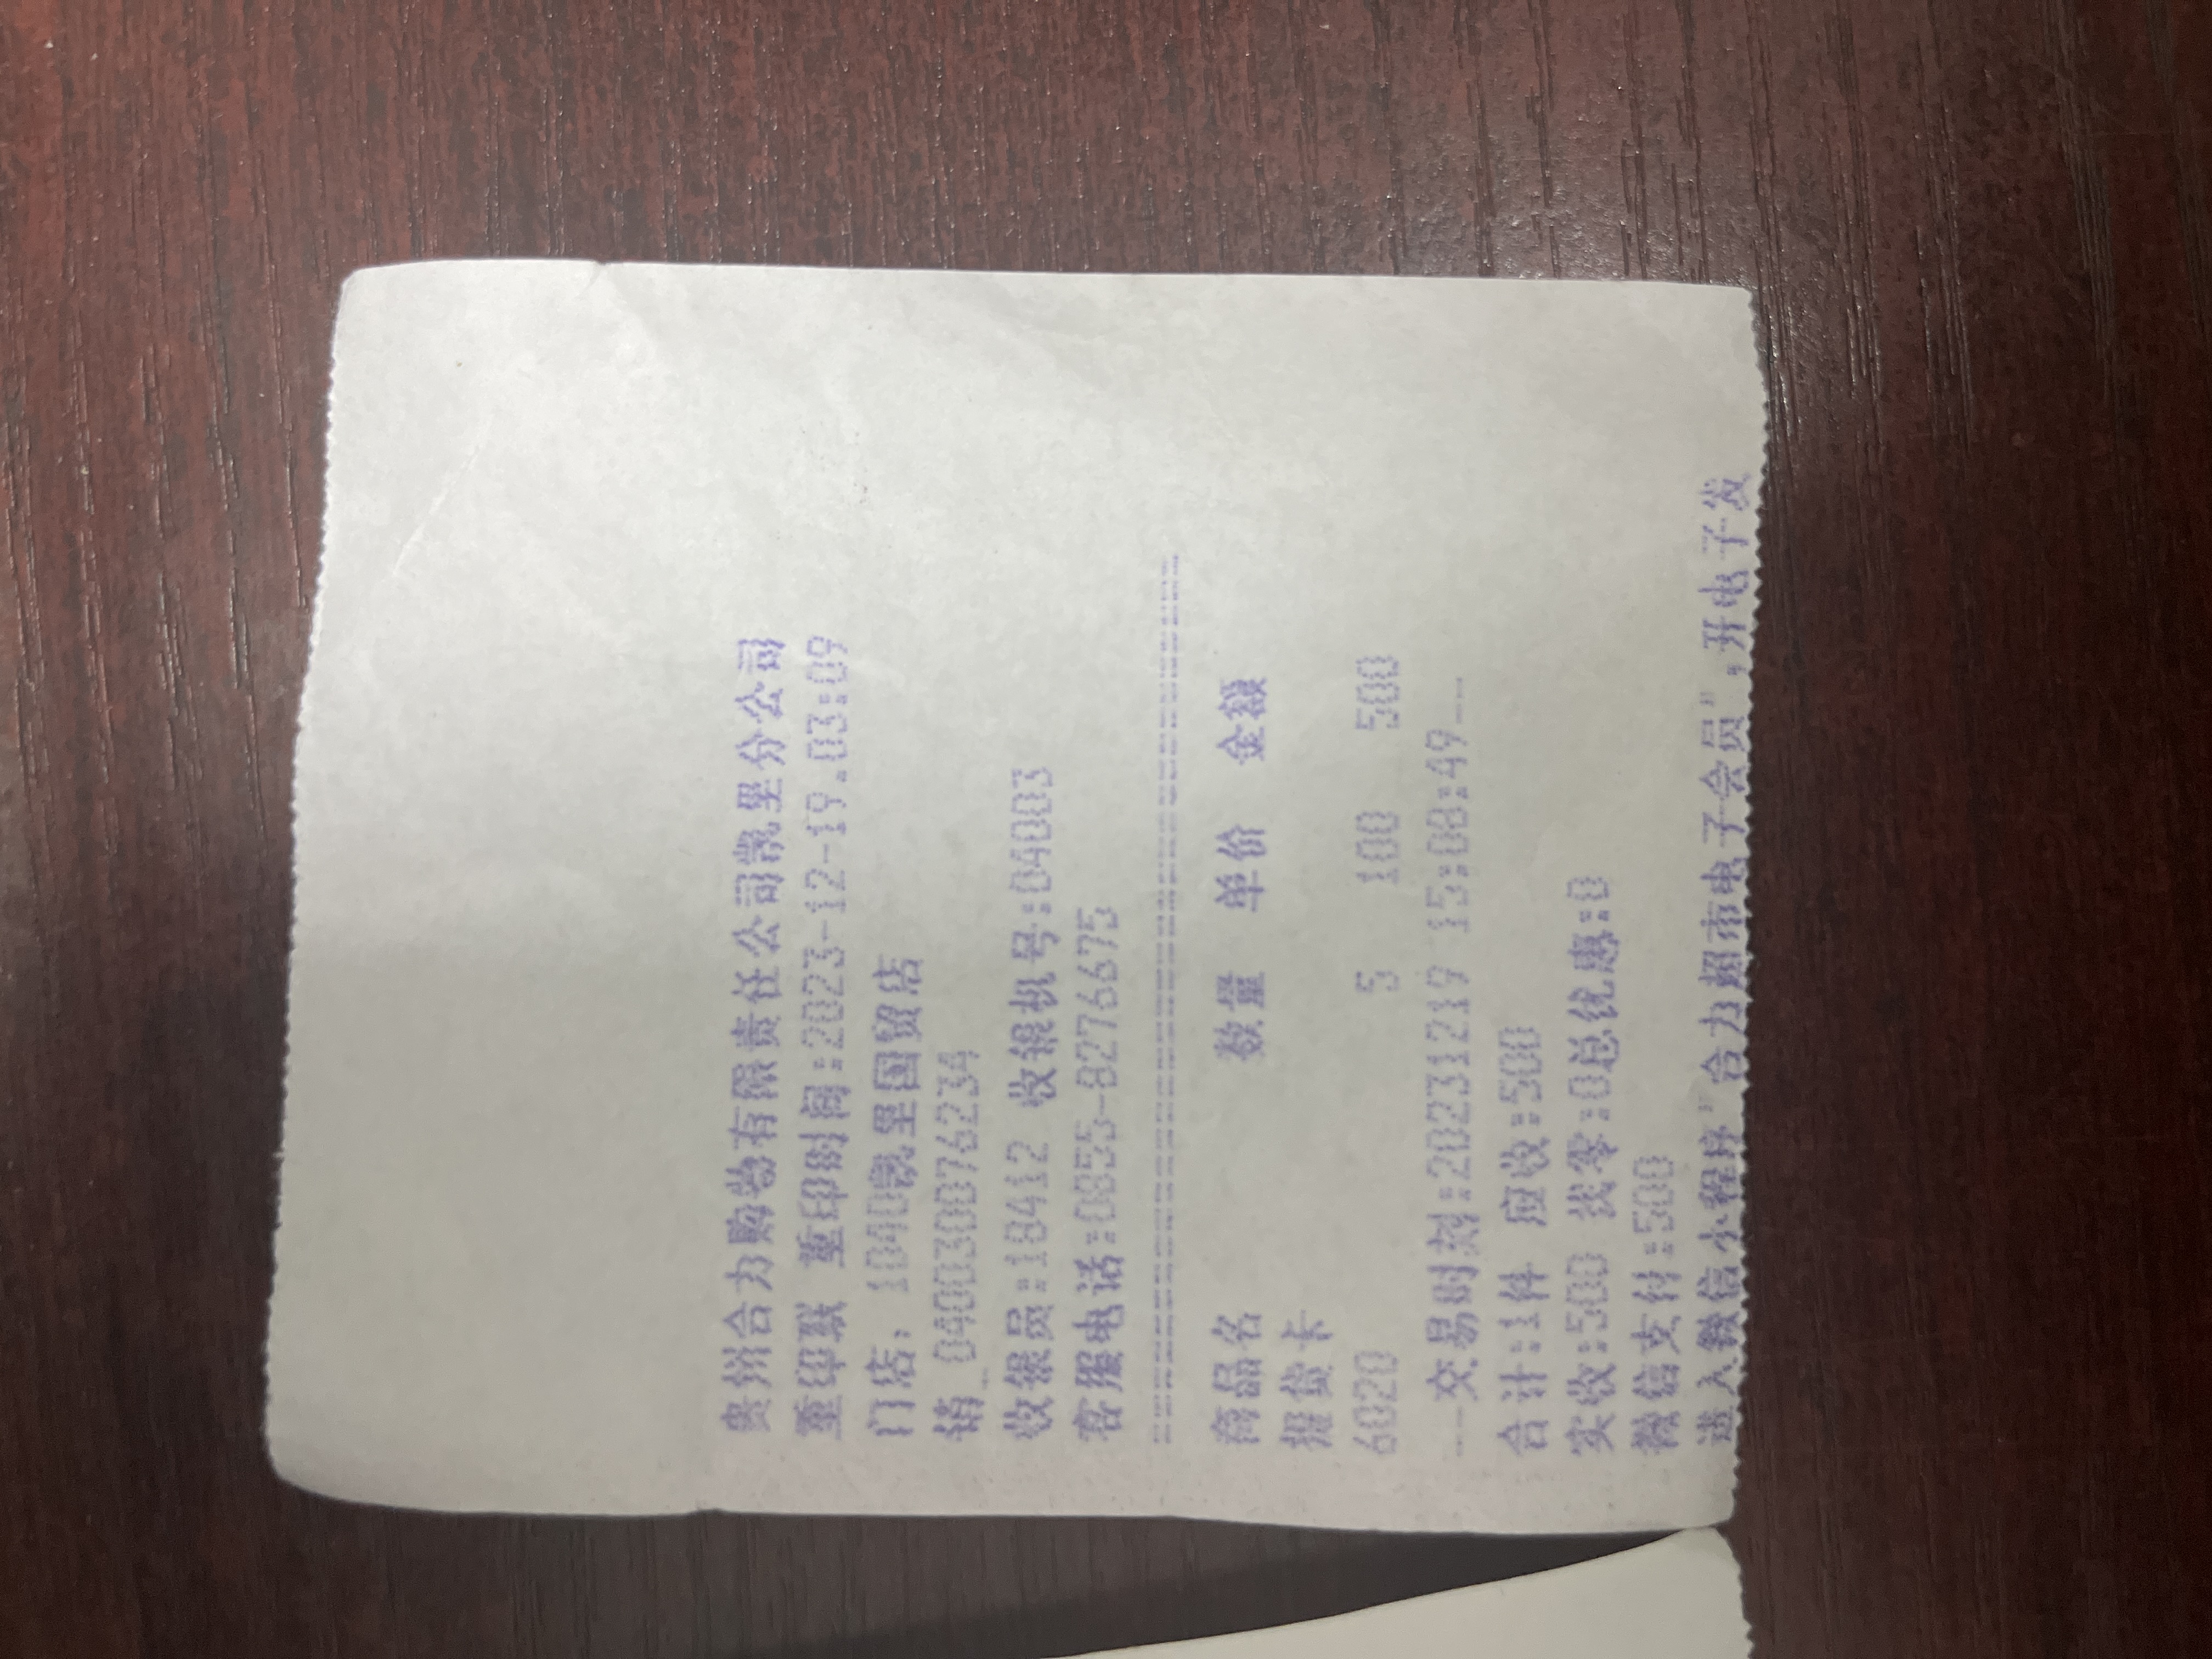 贵州合力购物有限责任公司凯里分公司
重印联 重印时间:2023-12-19.03:09
门店: 1040凯里国贸店
销_040030076234
收银员:18412 收银机号:04003
客服电话:0855-8276675
================================
商品名 数量 单价 金额
提货卡
6020 5 100 500
--交易时刻:20231219 15:08:49--
合计:1件 应收:500
实收:500 找零:0总优惠:0
微信支付:500
进入微信小程序"合力超市电子会员",开电子发